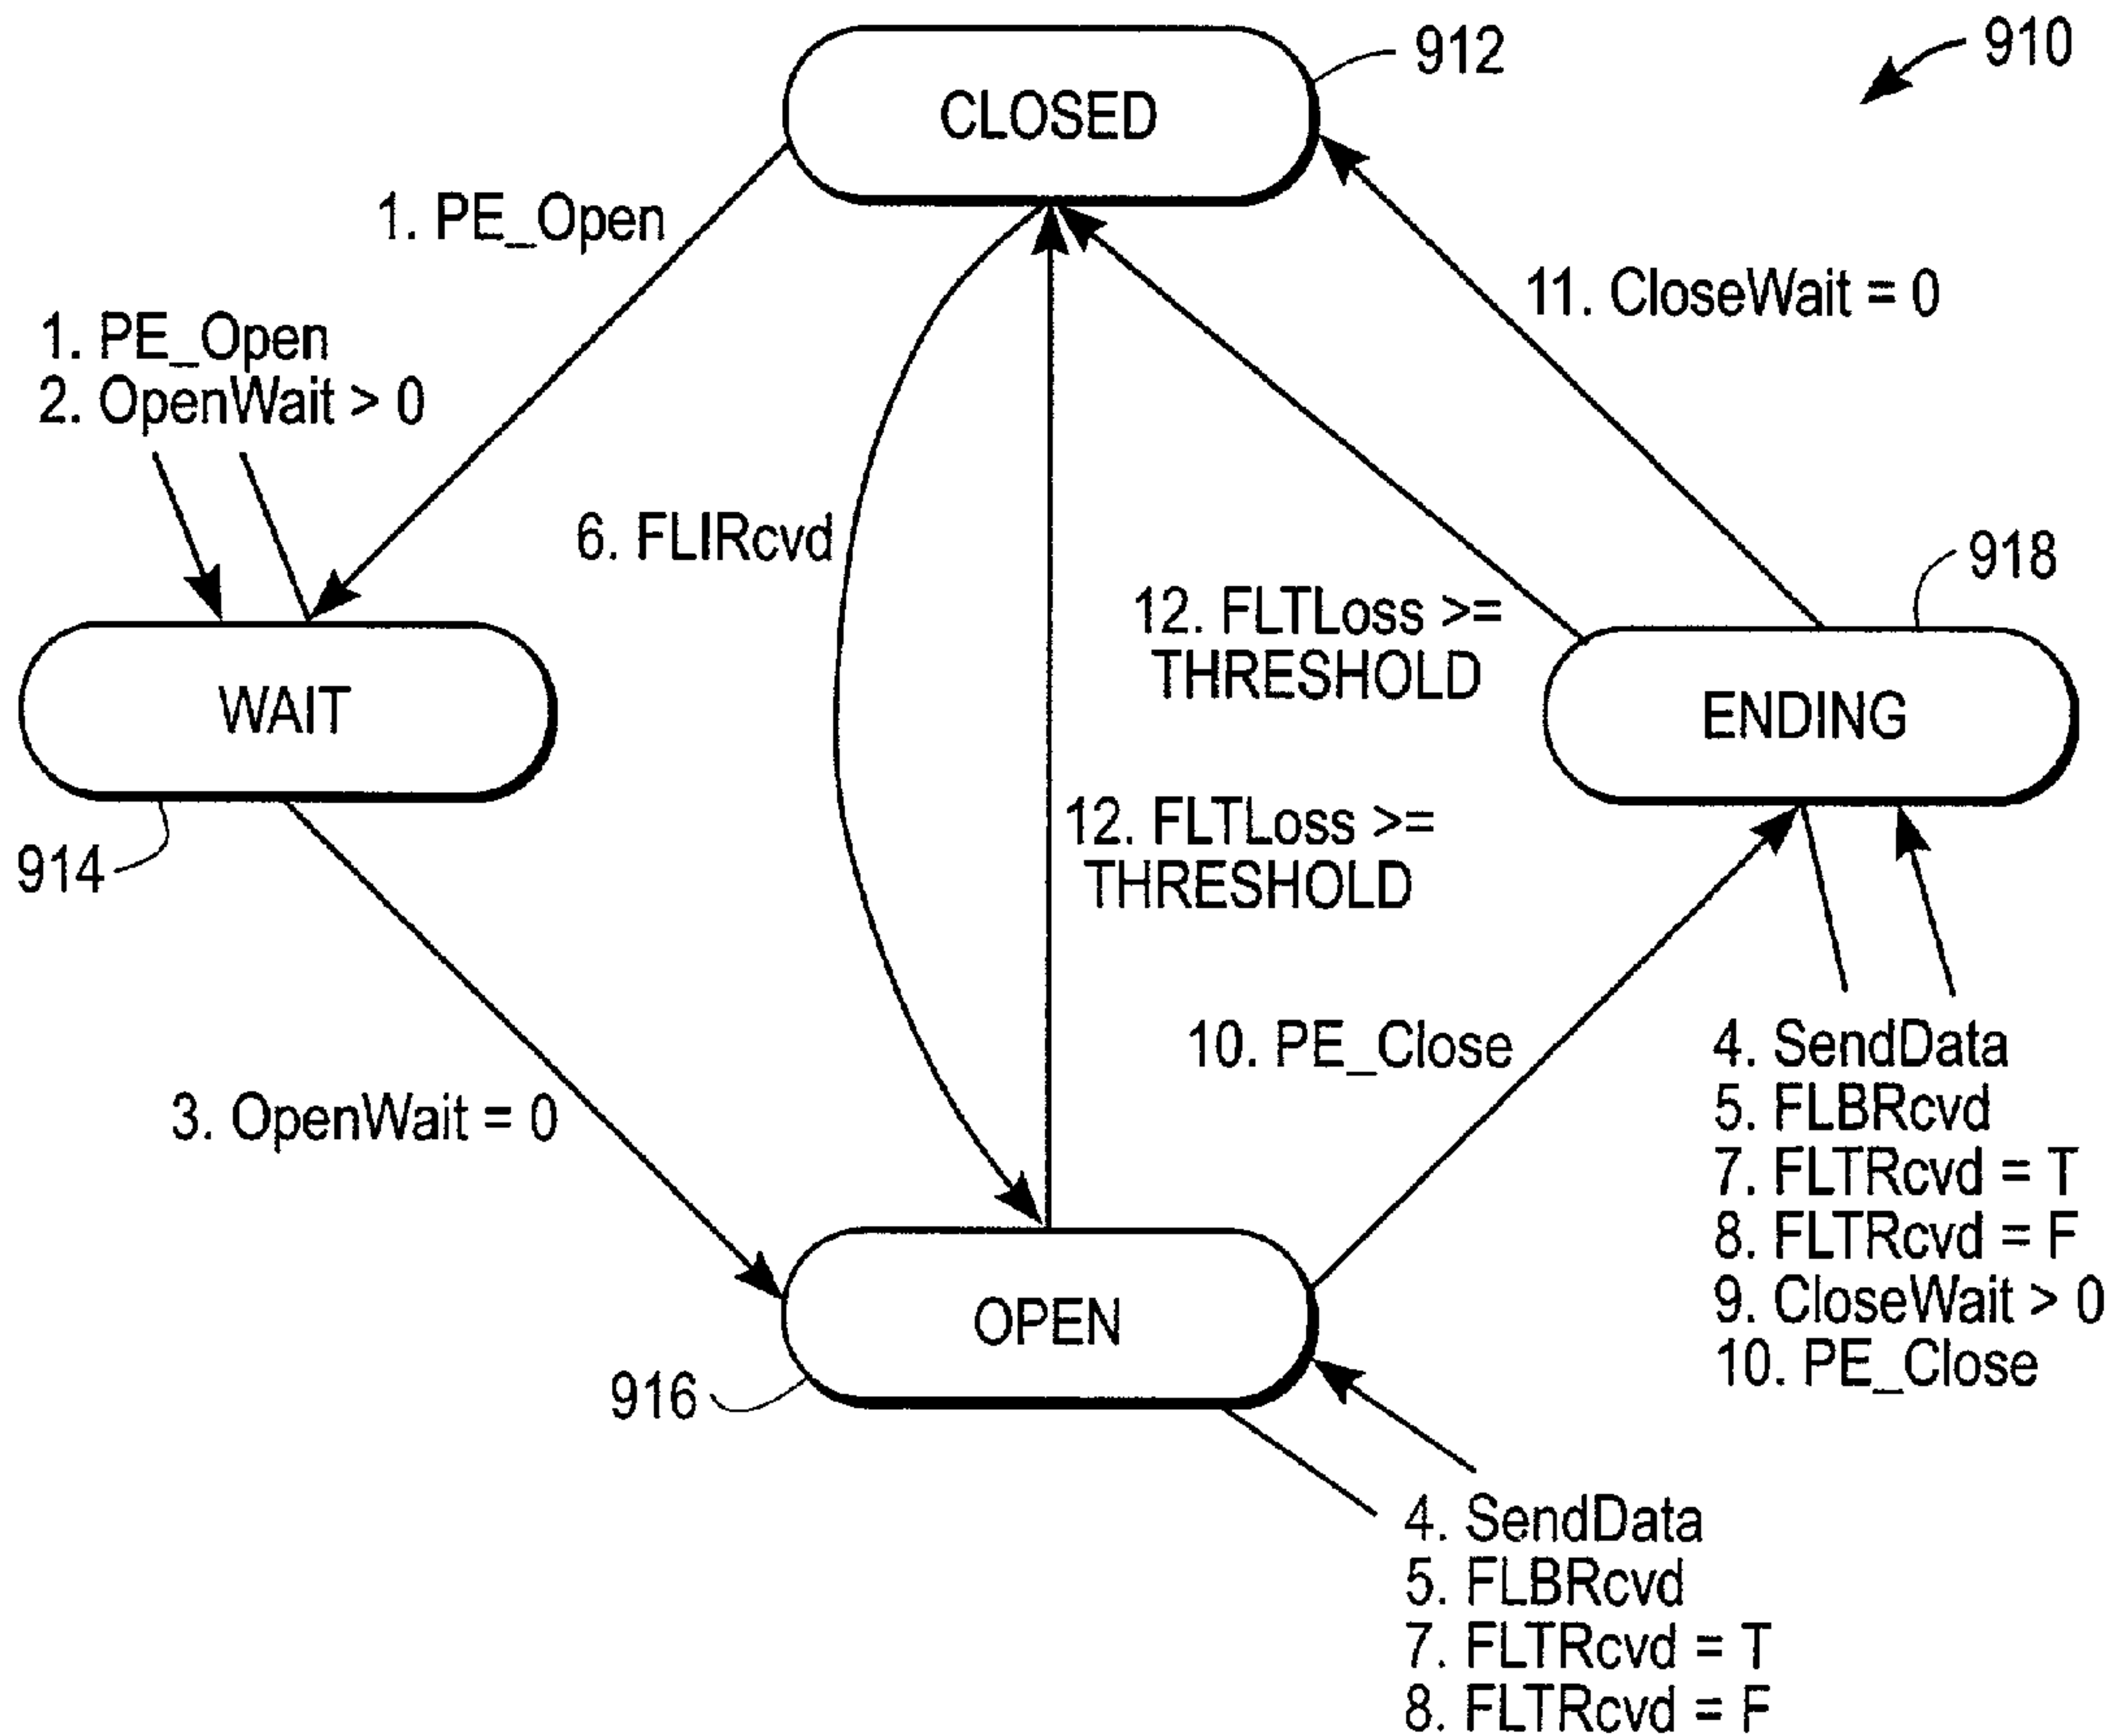 910
912
CLOSED
1. PE_Open
11. CloseWait = 0
1. PE_Open
2. OpenWait > 0
6. FLIRcvd
918
12. FLTLoss >=
THRESHOLD
WAIT
ENDING
12. FLTLoss >=
THRESHOLD
914
10. PE_Close
4. SendData
5. FLBRcvd
7. FLTRcvd = T
8. FLTRcvd = F
9. CloseWait > 0
10. PE_Close
3. OpenWait = 0
OPEN
916
4. SendData
5. FLBRcvd
7. FLTRcvd = T
8. FLTRcvd = F